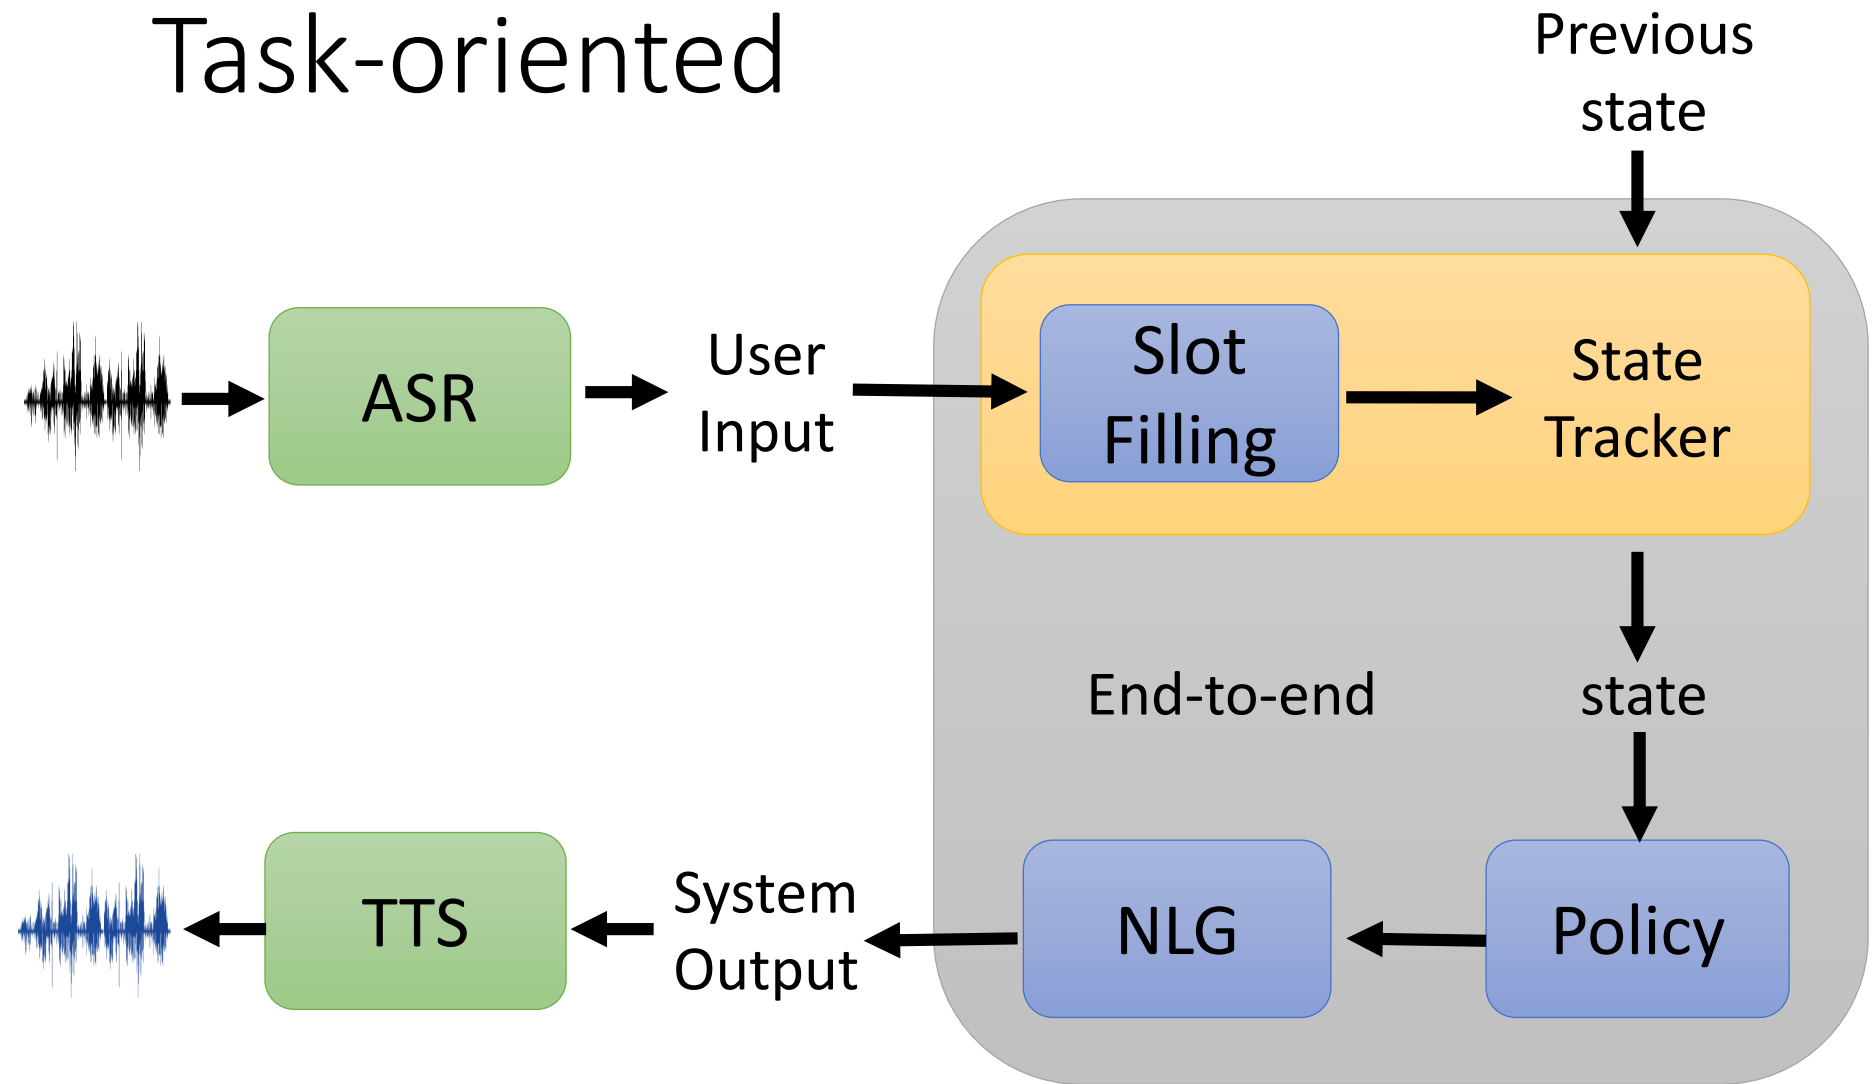 Task-oriented
Previous
state
ASR
User
Input
Slot
Filling
State
Tracker
End-to-end
state
TTS
System
Output
NLG
Policy